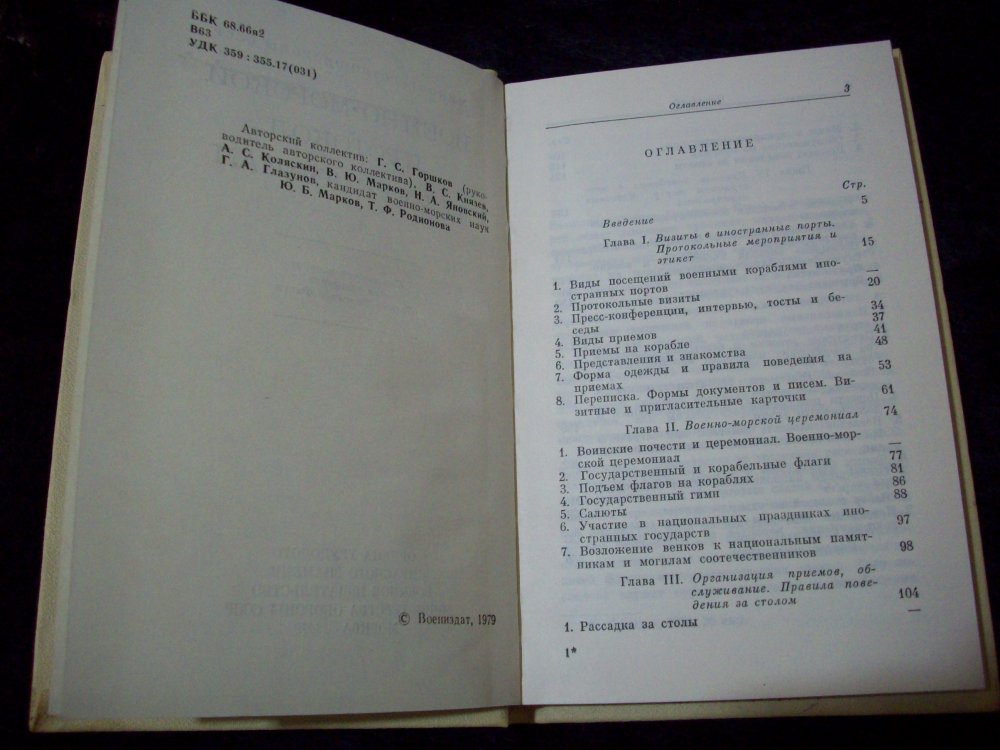 ББК 68.66я2
В63
УДК 359 : 355.17(031)
Авторский коллектив: Г. С. Горшков (руко-
водитель авторского коллектива), В. С. Князев,
А. С. Коляскин, В. Ю. Марков, Н. А. Яновский,
Г. А. Глазунов, кандидат военно-морских наук
Ю. Б. Марков, Т. Ф. Родионова
© Воениздат, 1979
Оглавление 3
ОГЛАВЛЕНИЕ
Стр.
Введение 5
Глава I. Визиты в иностранные порты.
Протокольные мероприятия и
этикет 15
1. Виды посещений военными кораблями ино-
странных портов —
2. Протокольные визиты 20
3. Пресс-конференции, интервью, тосты и бе-
седы 34
4. Виды приемов 37
5. Приемы на корабле 41
6. Представления и знакомства 48
7. Форма одежды и правила поведения на
приемах 53
8. Переписка. Формы документов и писем. Ви-
зитные и пригласительные карточки 61
Глава II. Военно-морской церемониал 74
1. Воинские почести и церемониал. Военно-мор-
ской церемониал —
2. Государственный и корабельные флаги 77
3. Подъем флагов на кораблях 81
4. Государственный гимн 86
5. Салюты 88
6. Участие в национальных праздниках ино-
странных государств 97
7. Возложение венков к национальным памят-
никам и могилам соотечественников 98
Глава III. Организация приемов, об-
служивание. Правила пове-
дения за столом 104
1. Рассадка за столы —
1*